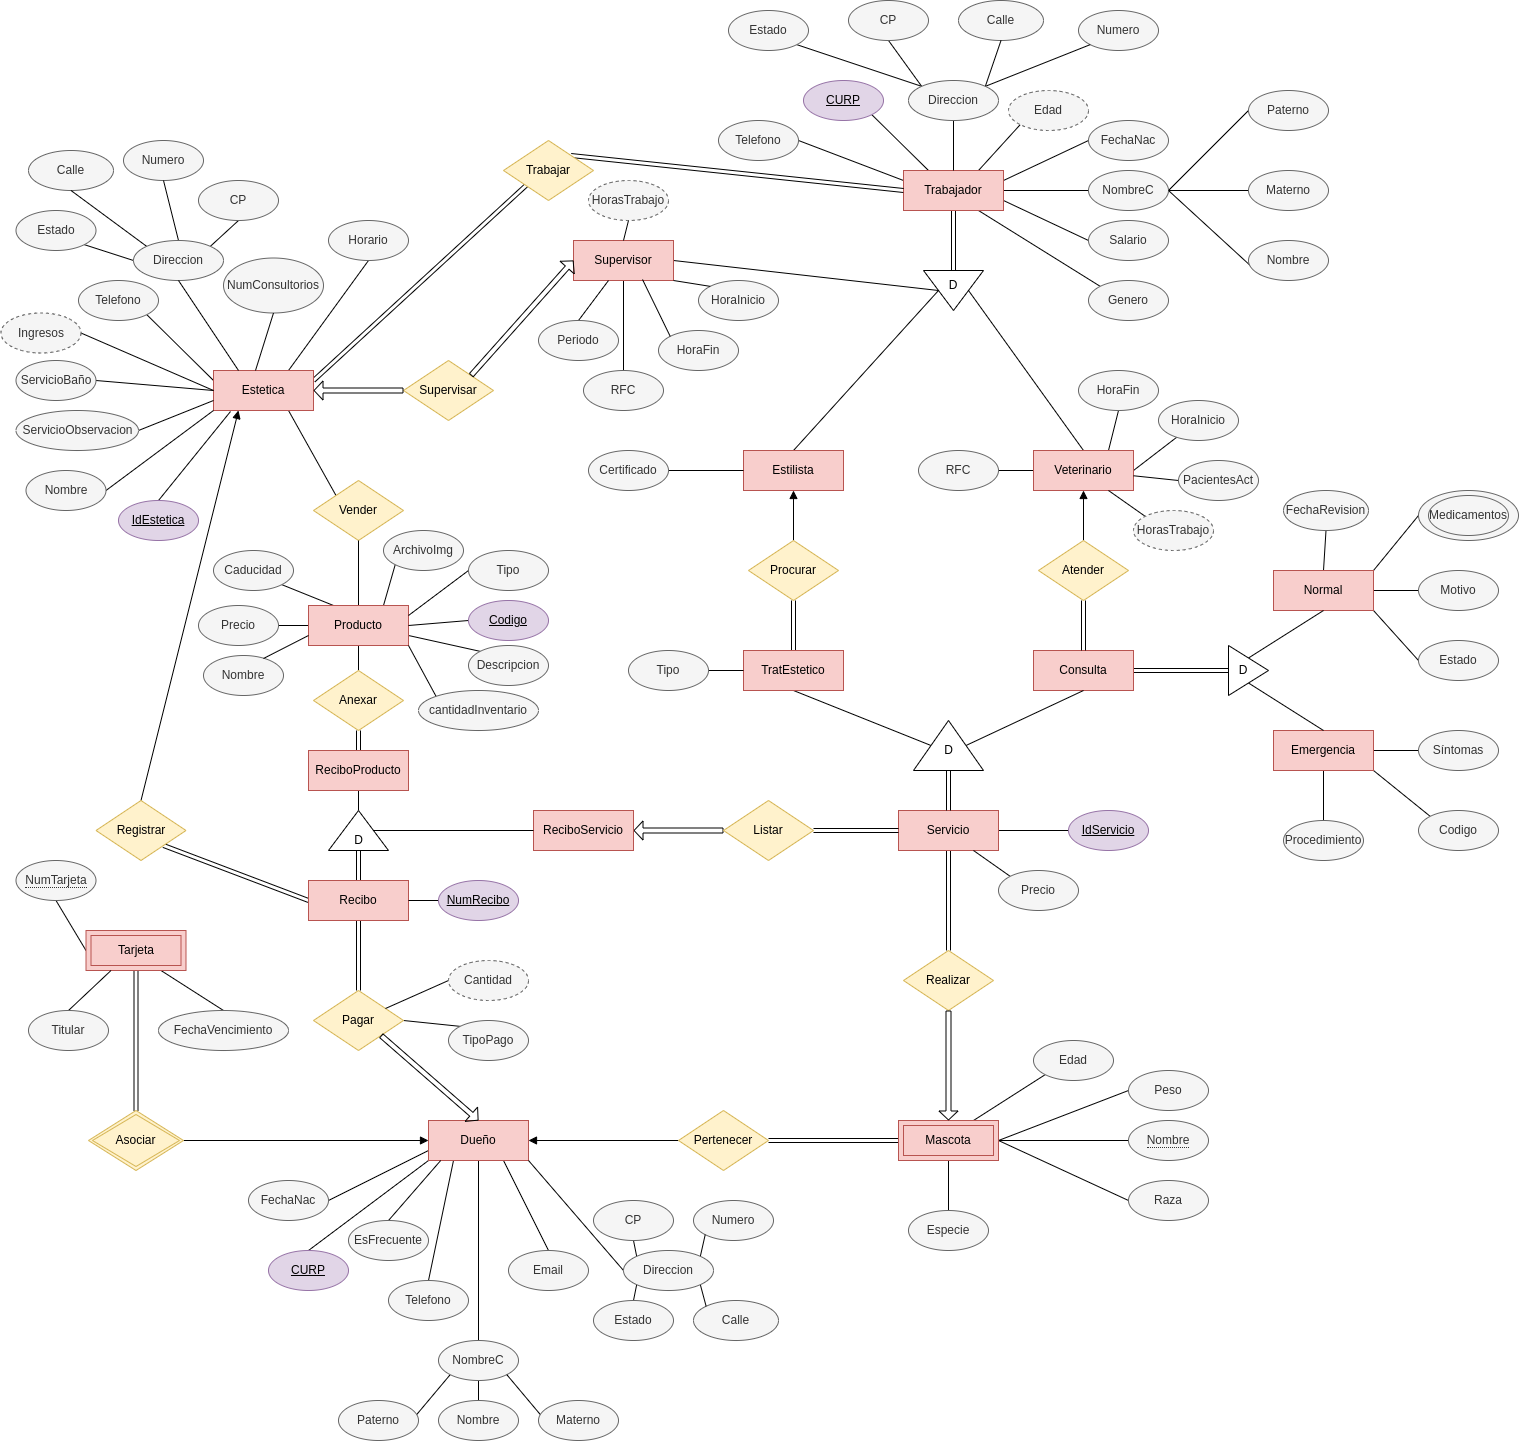 Estado
CP
Calle
Numero
CURP
Direccion
Edad
Paterno
Telefono
FechaNac
Trabajar
Trabajador
NombreC
Materno
HorasTrabajo
Salario
Nombre
Supervisor
D
Genero
HoraInicio
Periodo
HoraFin
RFC
Calle
Numero
CP
Estado
Direccion
Horario
NumConsultorios
Telefono
Ingresos
ServicioBaño
Estetica
Supervisar
ServicioObservacion
Nombre
IdEstetica
HoraFin
HoraInicio
Certificado
Estilista
RFC
Veterinario
PacientesAct
HorasTrabajo
FechaRevision
Medicamentos
Vender
ArchivoImg
Caducidad
Tipo
Procurar
Atender
Normal
Motivo
Precio
Producto
Codigo
Nombre
Descripcion
Estado
cantidadInventario
Anexar
Tipo
TratEstetico
Consulta
D
ReciboProducto
D
Emergencia
Síntomas
Registrar
D
ReciboServicio
Listar
Servicio
IdServicio
Procedimiento
Codigo
NumTarjeta
Recibo
NumRecibo
Precio
Tarjeta
Titular
FechaVencimiento
Pagar
Cantidad
TipoPago
Realizar
Edad
Peso
Asociar
Dueño
Pertenecer
Mascota
Nombre
Raza
Especie
FechaNac
EsFrecuente
CURP
Telefono
Email
CP
Numero
Direccion
Estado
Calle
NombreC
Paterno
Nombre
Materno